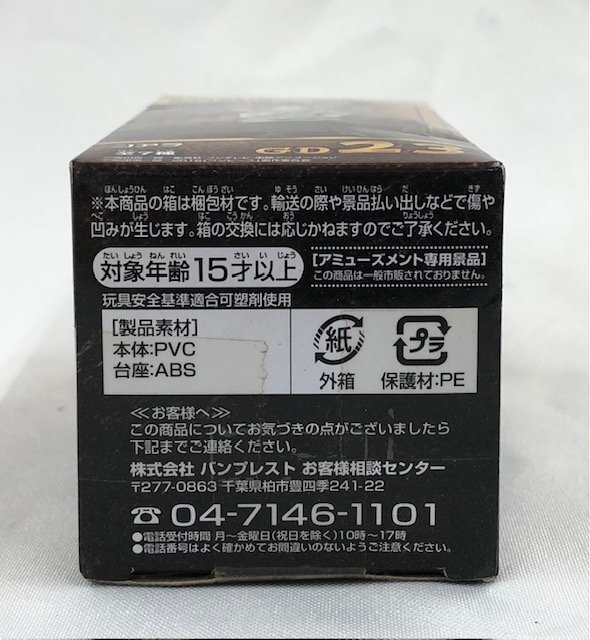 GD 23
全7種
※本商品の箱は梱包材です。輸送の際や景品払い出しなどで傷や
凹みが生じます。箱の交換には応じかねますのでご了承ください。
対象年齢15才以上
[アミューズメント専用景品]
この商品は一般市販されておりません。
玩具安全基準適合可塑剤使用
[製品素材]
本体:PVC
台座:ABS
紙
外箱
プラ
保護材:PE
≪お客様へ≫
この商品についてお気づきの点がございましたら
下記までご連絡ください。
株式会社 バンプレスト お客様相談センター
〒277-0863 千葉県柏市豊四季241-22
☎04-7146-1101
●電話受付時間 月~金曜日(祝日を除く)10時~17時
●電話番号はよく確かめてお間違いのないようご注意ください。